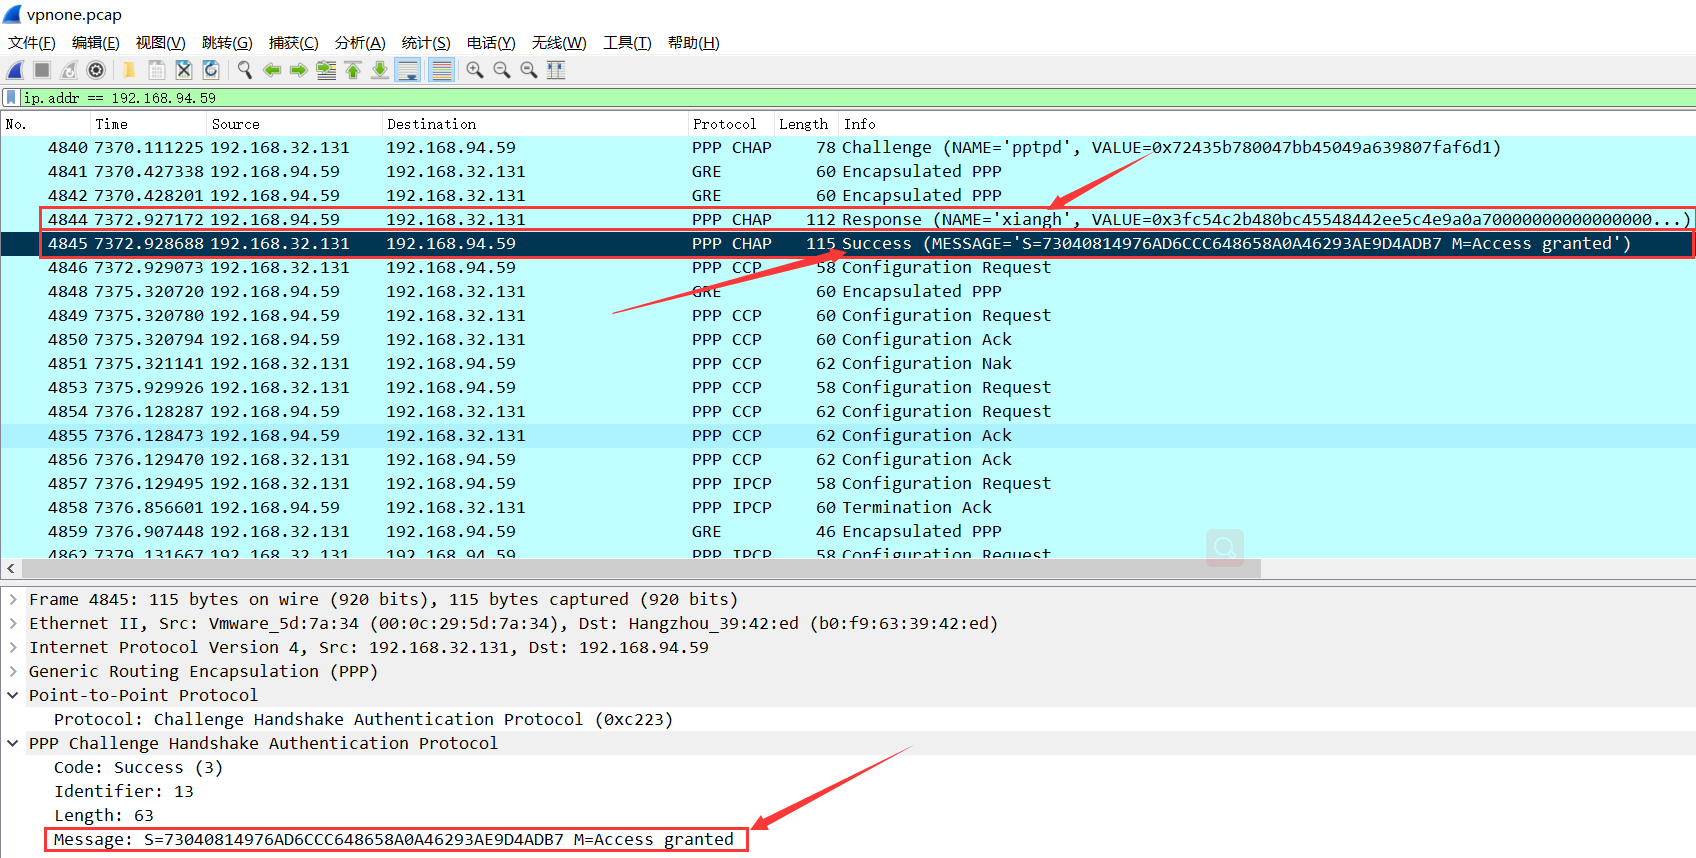 vpnone.pcap
文件(F) 编辑(E) 视图(V) 跳转(G) 捕获(C) 分析(A) 统计(S) 电话(Y) 无线(W) 工具(T) 帮助(H)
ip.addr == 192.168.94.59
No. Time Source Destination Protocol Length Info
4840 7370.111225 192.168.32.131 192.168.94.59 PPP CHAP 78 Challenge (NAME='pptpd', VALUE=0x72435b780047bb45049a639807faf6d1)
4841 7370.427338 192.168.94.59 192.168.32.131 GRE 60 Encapsulated PPP
4842 7370.428201 192.168.94.59 192.168.32.131 GRE 60 Encapsulated PPP
4844 7372.927172 192.168.94.59 192.168.32.131 PPP CHAP 112 Response (NAME='xiangh', VALUE=0x3fc54c2b480bc45548442ee5c4e9a0a70000000000000000...)
4845 7372.928688 192.168.32.131 192.168.94.59 PPP CHAP 115 Success (MESSAGE='S=73040814976AD6CCC648658A0A46293AE9D4ADB7 M=Access granted')
4846 7372.929073 192.168.32.131 192.168.94.59 PPP CCP 58 Configuration Request
4848 7375.320720 192.168.94.59 192.168.32.131 GRE 60 Encapsulated PPP
4849 7375.320780 192.168.94.59 192.168.32.131 PPP CCP 60 Configuration Request
4850 7375.320794 192.168.94.59 192.168.32.131 PPP CCP 60 Configuration Ack
4851 7375.321141 192.168.32.131 192.168.94.59 PPP CCP 62 Configuration Nak
4853 7375.929926 192.168.32.131 192.168.94.59 PPP CCP 58 Configuration Request
4854 7376.128287 192.168.94.59 192.168.32.131 PPP CCP 62 Configuration Request
4855 7376.128473 192.168.94.59 192.168.32.131 PPP CCP 62 Configuration Ack
4856 7376.129470 192.168.32.131 192.168.94.59 PPP CCP 62 Configuration Ack
4857 7376.129495 192.168.32.131 192.168.94.59 PPP IPCP 58 Configuration Request
4858 7376.856601 192.168.94.59 192.168.32.131 PPP IPCP 60 Termination Ack
4859 7376.907448 192.168.32.131 192.168.94.59 GRE 46 Encapsulated PPP
4862 7379.131667 192.168.32.131 192.168.94.59 PPP IPCP 58 Configuration Request
Frame 4845: 115 bytes on wire (920 bits), 115 bytes captured (920 bits)
Ethernet II, Src: Vmware_5d:7a:34 (00:0c:29:5d:7a:34), Dst: Hangzhou_39:42:ed (b0:f9:63:39:42:ed)
Internet Protocol Version 4, Src: 192.168.32.131, Dst: 192.168.94.59
Generic Routing Encapsulation (PPP)
Point-to-Point Protocol
Protocol: Challenge Handshake Authentication Protocol (0xc223)
PPP Challenge Handshake Authentication Protocol
Code: Success (3)
Identifier: 13
Length: 63
Message: S=73040814976AD6CCC648658A0A46293AE9D4ADB7 M=Access granted